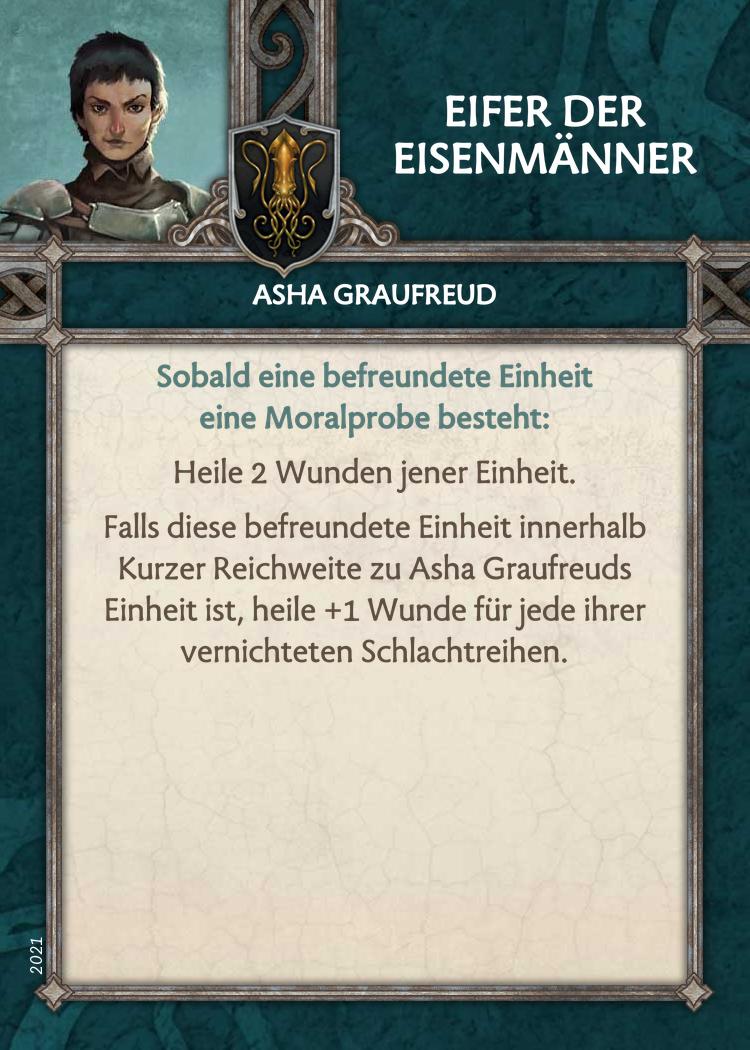 EIFER DER
EISENMÄNNER
ASHA GRAUFREUD
Sobald eine befreundete Einheit
eine Moralprobe besteht:
Heile 2 Wunden jener Einheit.
Falls diese befreundete Einheit innerhalb
Kurzer Reichweite zu Asha Graufreuds
Einheit ist, heile +1 Wunde für jede ihrer
vernichteten Schlachtreihen.
2021